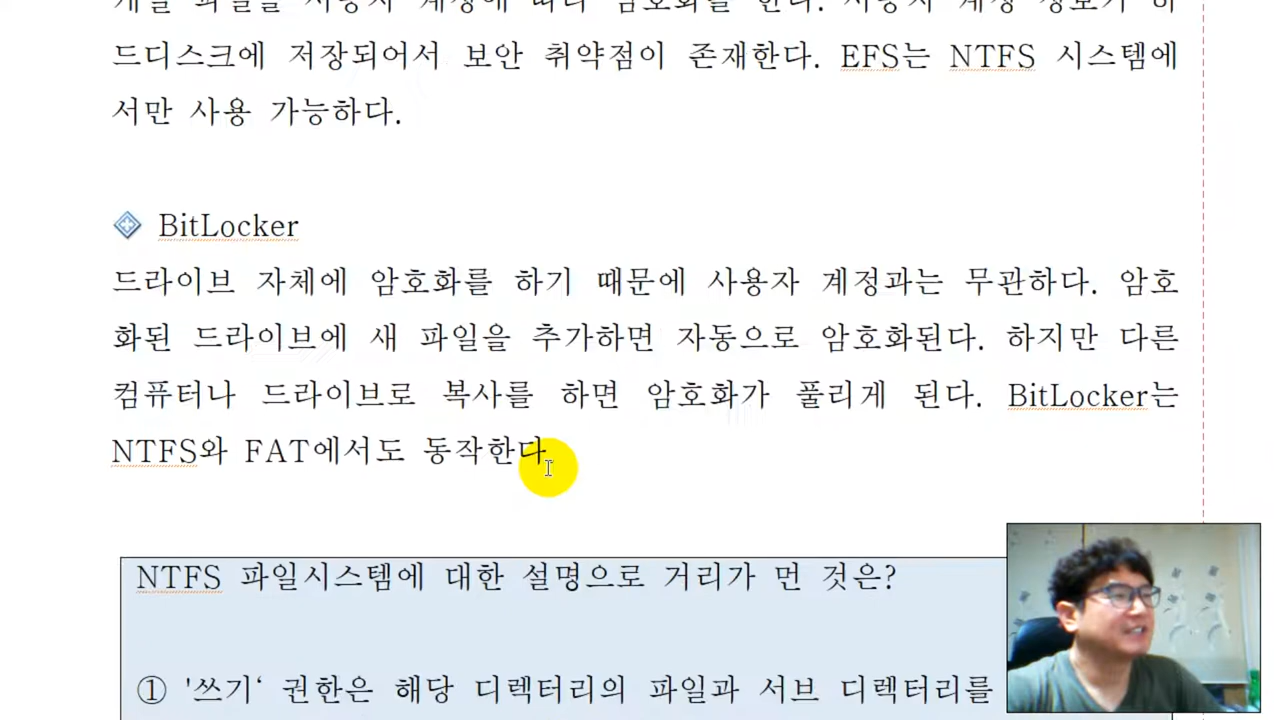 드디스크에 저장되어서 보안 취약점이 존재한다. EFS는 NTFS 시스템에
서만 사용 가능하다.
BitLocker
드라이브 자체에 암호화를 하기 때문에 사용자 계정과는 무관하다. 암호
화된 드라이브에 새 파일을 추가하면 자동으로 암호화된다. 하지만 다른
컴퓨터나 드라이브로 복사를 하면 암호화가 풀리게 된다. BitLocker는
NTFS와 FAT에서도 동작한다.
NTFS 파일시스템에 대한 설명으로 거리가 먼 것은?
① '쓰기‘ 권한은 해당 디렉터리의 파일과 서브 디렉터리를